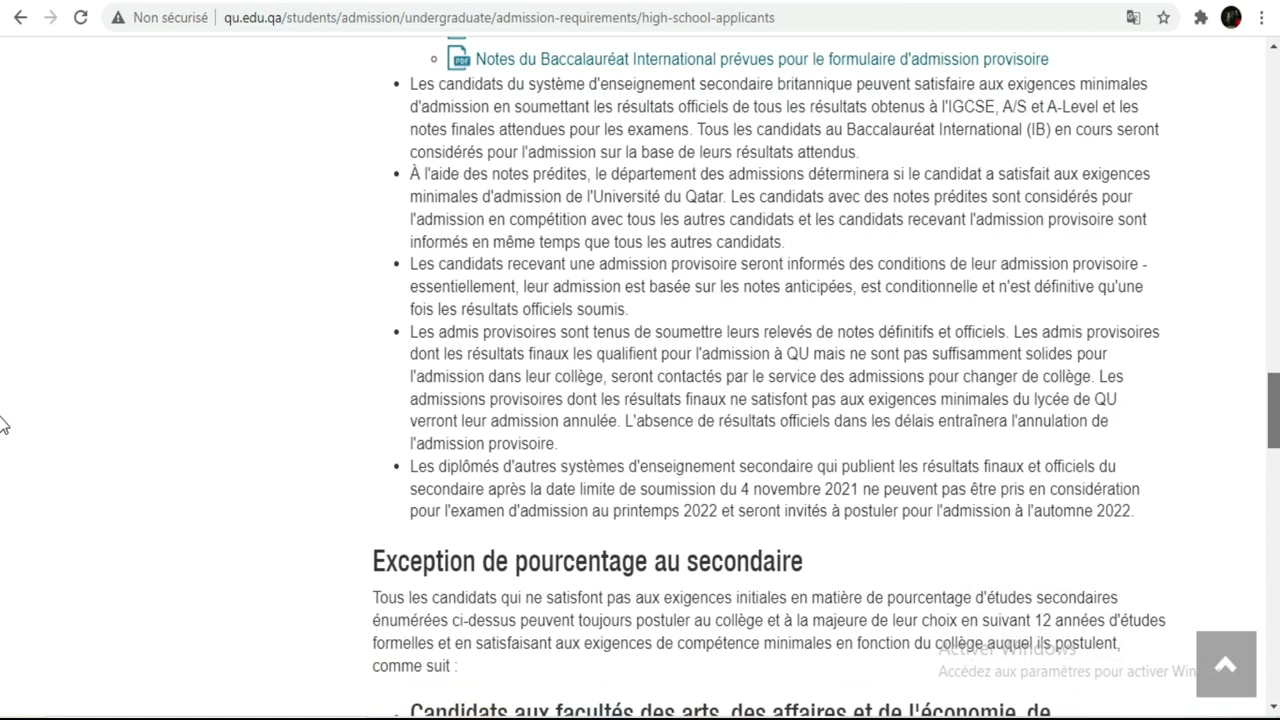 Non sécurisé
qu.edu.qa/students/admission/undergraduate/admission-requirements/high-school-applicants
PDF Notes du Baccalauréat International prévues pour le formulaire d'admission provisoire
Les candidats du système d'enseignement secondaire britannique peuvent satisfaire aux exigences minimales
d'admission en soumettant les résultats officiels de tous les résultats obtenus à l'IGCSE, A/S et A-Level et les
notes finales attendues pour les examens. Tous les candidats au Baccalauréat International (IB) en cours seront
considérés pour l'admission sur la base de leurs résultats attendus.
À l'aide des notes prédites, le département des admissions déterminera si le candidat a satisfait aux exigences
minimales d'admission de l'Université du Qatar. Les candidats avec des notes prédites sont considérés pour
l'admission en compétition avec tous les autres candidats et les candidats recevant l'admission provisoire sont
informés en même temps que tous les autres candidats.
Les candidats recevant une admission provisoire seront informés des conditions de leur admission provisoire -
essentiellement, leur admission est basée sur les notes anticipées, est conditionnelle et n'est définitive qu'une
fois les résultats officiels soumis.
Les admis provisoires sont tenus de soumettre leurs relevés de notes définitifs et officiels. Les admis provisoires
dont les résultats finaux les qualifient pour l'admission à QU mais ne sont pas suffisamment solides pour
l'admission dans leur collège, seront contactés par le service des admissions pour changer de collège. Les
admissions provisoires dont les résultats finaux ne satisfont pas aux exigences minimales du lycée de QU
verront leur admission annulée. L'absence de résultats officiels dans les délais entraînera l'annulation de
l'admission provisoire.
Les diplômés d'autres systèmes d'enseignement secondaire qui publient les résultats finaux et officiels du
secondaire après la date limite de soumission du 4 novembre 2021 ne peuvent pas être pris en considération
pour l'examen d'admission au printemps 2022 et seront invités à postuler pour l'admission à l'automne 2022.
Exception de pourcentage au secondaire
Tous les candidats qui ne satisfont pas aux exigences initiales en matière de pourcentage d'études secondaires
énumérées ci-dessus peuvent toujours postuler au collège et à la majeure de leur choix en suivant 12 années d'études
formelles et en satisfaisant aux exigences de compétence minimales en fonction du collège auquel ils postulent,
comme suit :
Activer Windows
Accédez aux paramètres pour activer Win
Candidats aux facultés des arts, des affaires et de l'économie, de